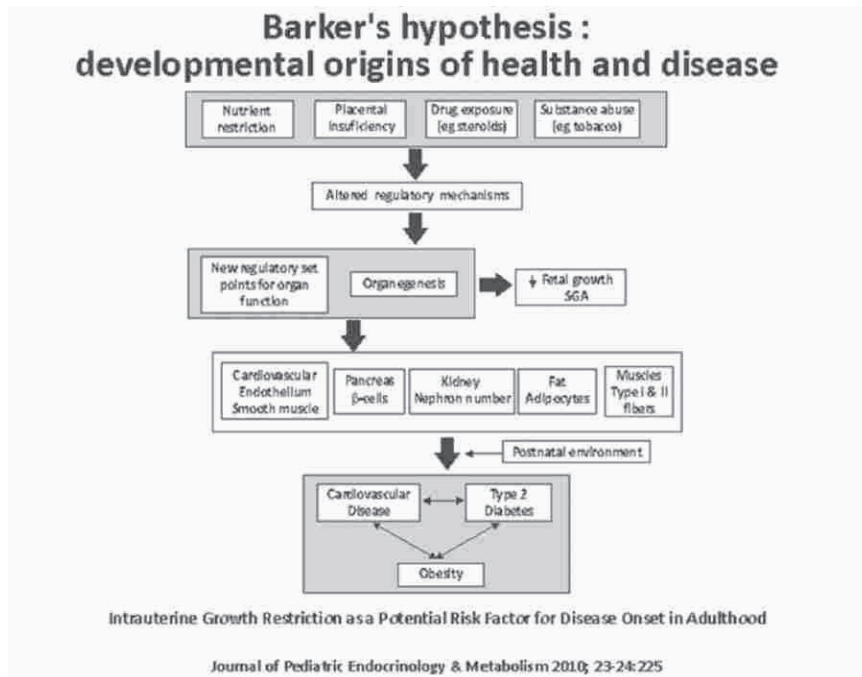 Barker's hypothesis :
developmental origins of health and disease
Nutrient
restriction
Placental
Insuficiency
Drug exposure
(eg steroids)
Substance abuse
(eg tobacco)
Altered regulatory mechanisms
New regulatory set
points for organ
function
Organegenesis
↓ Fetal growth
SGA
Cardiovascular
Endothelium
Smooth muscle
Pancreas
β-cells
Kidney
Nephron number
Fat
Adipocytes
Muscles
Type I & II
fibers
Postnatal environment
Cardiovascular
Disease
Type 2
Diabetes
Obesity
Intrauterine Growth Restriction as a Potential Risk Factor for Disease Onset in Adulthood
Journal of Pediatric Endocrinology & Metabolism 2010; 23-24:225